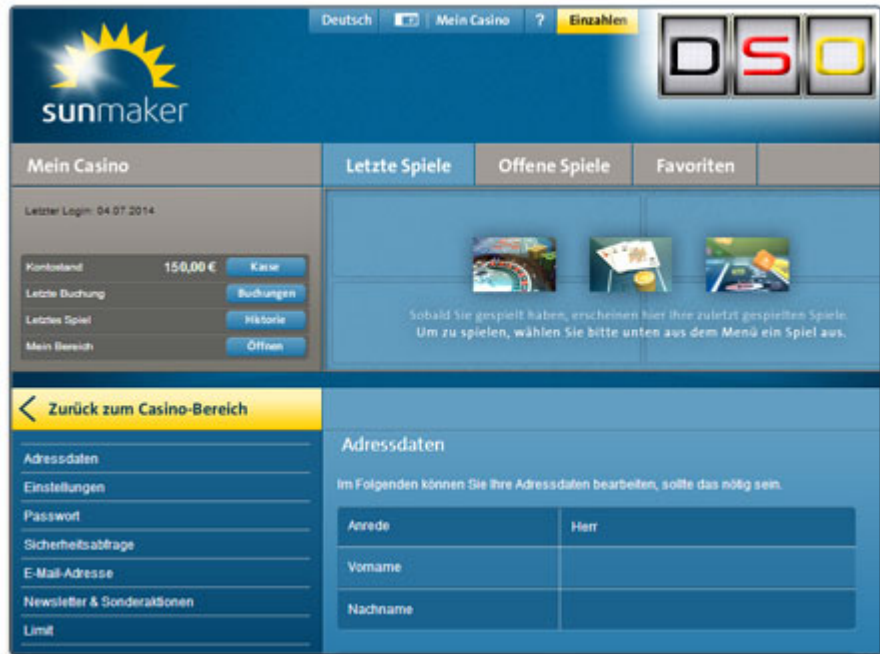 Deutsch Mein Casino ? Einzahlen
DSO
sunmaker
Mein Casino
Letzte Spiele Offene Spiele Favoriten
Letzter Login: 04.07.2014
Kontostand 150,00 € Kasse
Letzte Buchung Buchungen
Letztes Spiel Historie
Mein Bereich Öffnen
Sobald Sie gespielt haben, erscheinen hier Ihre zuletzt gespielten Spiele.
Um zu spielen, wählen Sie bitte unten aus dem Menü ein Spiel aus.
Zurück zum Casino-Bereich
Adressdaten
Einstellungen
Passwort
Sicherheitsabfrage
E-Mail-Adresse
Newsletter & Sonderaktionen
Limit
Adressdaten
Im Folgenden können Sie Ihre Adressdaten bearbeiten, sollte das nötig sein.
Anrede Herr
Vorname
Nachname